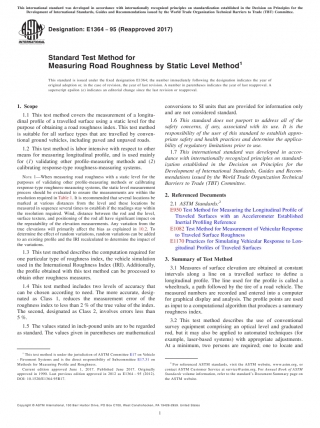 This international standard was developed in accordance with internationally recognized principles on standardization established in the Decision on Principles for the
Development of International Standards, Guides and Recommendations issued by the World Trade Organization Technical Barriers to Trade (TBT) Committee.
Designation: E1364 − 95 (Reapproved 2017)
Standard Test Method for
Measuring Road Roughness by Static Level Method1
This standard is issued under the fixed designation E1364; the number immediately following the designation indicates the year of
original adoption or, in the case of revision, the year of last revision. A number in parentheses indicates the year of last reapproval. A
superscript epsilon (ε) indicates an editorial change since the last revision or reapproval.
1. Scope
1.1 This test method covers the measurement of a longitu-
dinal profile of a travelled surface using a static level for the
purpose of obtaining a road roughness index. This test method
is suitable for all surface types that are travelled by conven-
tional ground vehicles, including paved and unpaved roads.
1.2 This test method is labor intensive with respect to other
means for measuring longitudinal profile, and is used mainly
for (1) validating other profile-measuring methods and (2)
calibrating response-type roughness-measuring systems.
NOTE 1—When measuring road roughness with a static level for the
purposes of validating other profile-measuring methods or calibrating
response-type roughness-measuring systems, the static level measurement
process should be evaluated to ensure the measurements are within the
resolution required in Table 1. It is recommended that several locations be
marked at various distances from the level and these locations be
measured in sequence several times to establish if the readings stay within
the resolution required. Wind, distance between the rod and the level,
surface texture, and positioning of the rod all have significant impact on
the repeatability of the elevation measurements. The variations from the
true elevations will primarily affect the bias as explained in 10.2. To
determine the effect of random variations, random variations can be added
to an existing profile and the IRI recalculated to determine the impact of
the variations.
1.3 This test method describes the computation required for
one particular type of roughness index, the vehicle simulation
used in the International Roughness Index (IRI). Additionally,
the profile obtained with this test method can be processed to
obtain other roughness measures.
1.4 This test method includes two levels of accuracy that
can be chosen according to need. The more accurate, desig-
nated as Class 1, reduces the measurement error of the
roughness index to less than 2 % of the true value of the index.
The second, designated as Class 2, involves errors less than
5 %.
1.5 The values stated in inch-pound units are to be regarded
as standard. The values given in parentheses are mathematical
1 This test method is under the jurisdiction of ASTM Committee E17 on Vehicle
- Pavement Systems and is the direct responsibility of Subcommittee E17.31 on
Methods for Measuring Profile and Roughness.
Current edition approved June 1, 2017. Published June 2017. Originally
approved in 1990. Last previous edition approved in 2012 as E1364 – 95 (2012).
DOI: 10.1520/E1364-95R17.
conversions to SI units that are provided for information only
and are not considered standard.
1.6 This standard does not purport to address all of the
safety concerns, if any, associated with its use. It is the
responsibility of the user of this standard to establish appro-
priate safety and health practices and determine the applica-
bility of regulatory limitations prior to use.
1.7 This international standard was developed in accor-
dance with internationally recognized principles on standard-
ization established in the Decision on Principles for the
Development of International Standards, Guides and Recom-
mendations issued by the World Trade Organization Technical
Barriers to Trade (TBT) Committee.
2. Referenced Documents
2.1 ASTM Standards:2
E950 Test Method for Measuring the Longitudinal Profile of
Traveled Surfaces with an Accelerometer Established
Inertial Profiling Reference
E1082 Test Method for Measurement of Vehicular Response
to Traveled Surface Roughness
E1170 Practices for Simulating Vehicular Response to Lon-
gitudinal Profiles of Traveled Surfaces
3. Summary of Test Method
3.1 Measures of surface elevation are obtained at constant
intervals along a line on a travelled surface to define a
longitudinal profile. The line used for the profile is called a
wheeltrack, a path followed by the tire of a road vehicle. The
measured numbers are recorded and entered into a computer
for graphical display and analysis. The profile points are used
as input to a computational algorithm that produces a summary
roughness index.
3.2 This test method describes the use of conventional
survey equipment comprising an optical level and graduated
rod, but it may also be applied to automated techniques (for
example, laser-based systems) with appropriate adjustments.
At a minimum, two persons are required; one to locate and
2 For referenced ASTM standards, visit the ASTM website, www.astm.org, or
contact ASTM Customer Service at service@astm.org. For Annual Book of ASTM
Standards volume information, refer to the standard's Document Summary page on
the ASTM website.
Copyright © ASTM International, 100 Barr Harbor Drive, PO Box C700, West Conshohocken, PA 19428-2959. United States
1